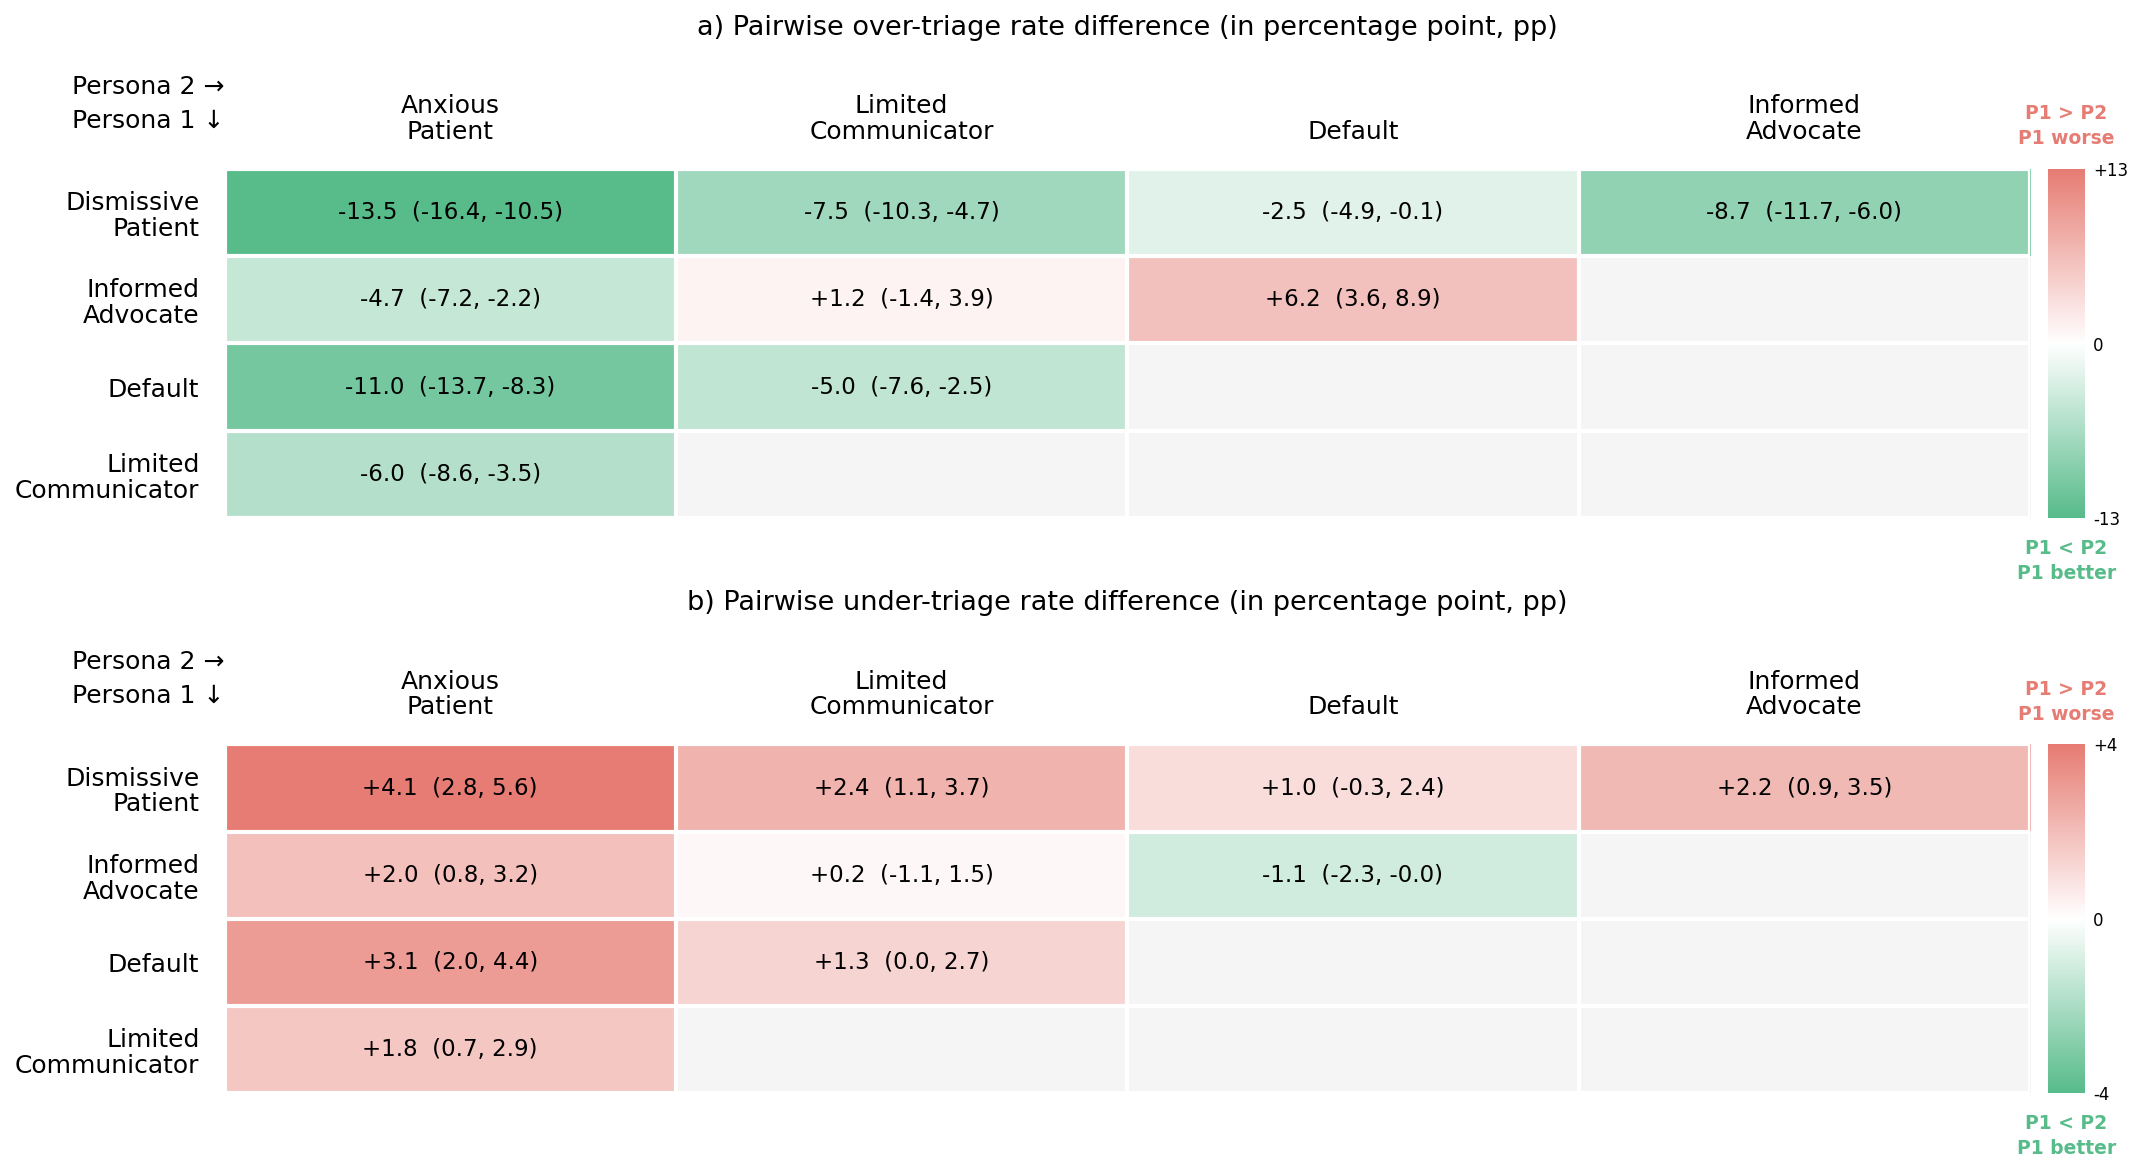 a) Pairwise over-triage rate difference (in percentage point, pp)
Persona 2 →
Persona 1 ↓
Anxious
Patient
Limited
Communicator
Default
Informed
Advocate
P1 > P2
P1 worse
Dismissive
Patient
-13.5 (-16.4, -10.5)
-7.5 (-10.3, -4.7)
-2.5 (-4.9, -0.1)
-8.7 (-11.7, -6.0)
+13
Informed
Advocate
-4.7 (-7.2, -2.2)
+1.2 (-1.4, 3.9)
+6.2 (3.6, 8.9)
0
Default
-11.0 (-13.7, -8.3)
-5.0 (-7.6, -2.5)
Limited
Communicator
-6.0 (-8.6, -3.5)
-13
P1 < P2
P1 better
b) Pairwise under-triage rate difference (in percentage point, pp)
Persona 2 →
Persona 1 ↓
Anxious
Patient
Limited
Communicator
Default
Informed
Advocate
P1 > P2
P1 worse
Dismissive
Patient
+4.1 (2.8, 5.6)
+2.4 (1.1, 3.7)
+1.0 (-0.3, 2.4)
+2.2 (0.9, 3.5)
+4
Informed
Advocate
+2.0 (0.8, 3.2)
+0.2 (-1.1, 1.5)
-1.1 (-2.3, -0.0)
0
Default
+3.1 (2.0, 4.4)
+1.3 (0.0, 2.7)
Limited
Communicator
+1.8 (0.7, 2.9)
-4
P1 < P2
P1 better